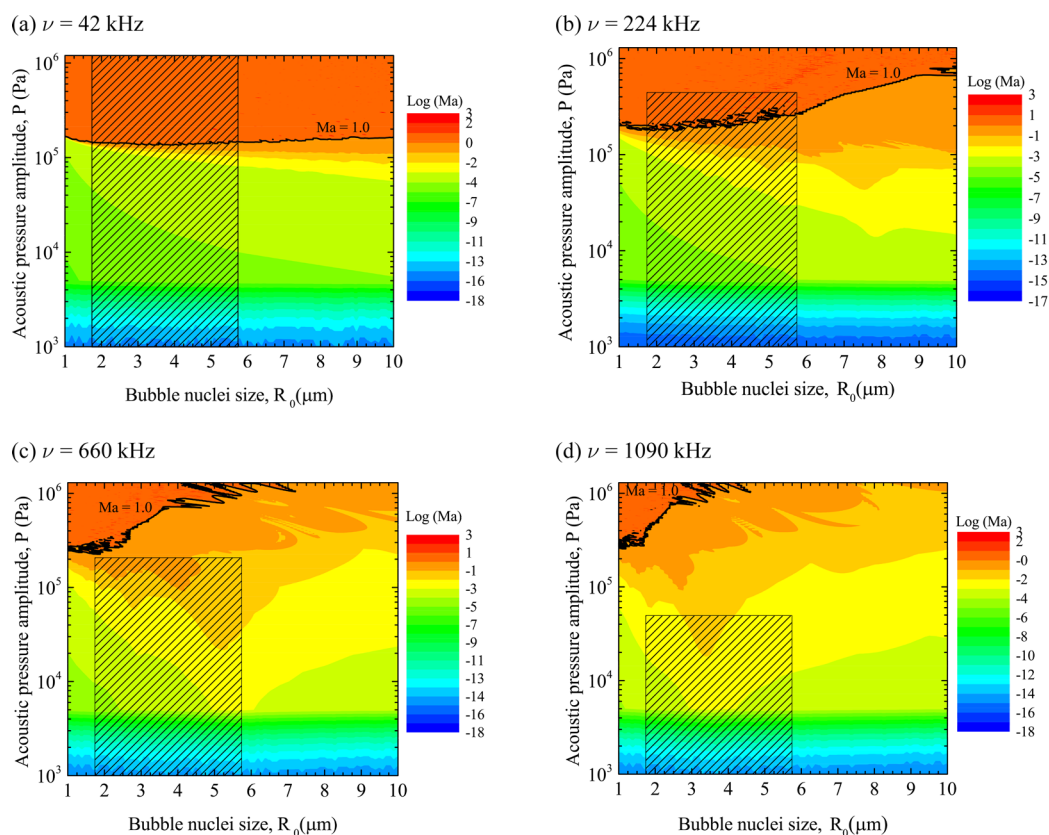 (a) ν = 42 kHz
Acoustic pressure amplitude, P (Pa)
10⁶
10⁵
10⁴
10³
Ma = 1.0
1 2 3 4 5 6 7 8 9 10
Bubble nuclei size, R₀(μm)
Log (Ma)
3
2
0
-2
-4
-7
-9
-11
-13
-16
-18
(b) ν = 224 kHz
Acoustic pressure amplitude, P (Pa)
10⁶
10⁵
10⁴
10³
Ma = 1.0
1 2 3 4 5 6 7 8 9 10
Bubble nuclei size, R₀(μm)
Log (Ma)
3
1
-1
-3
-5
-7
-9
-11
-13
-15
-17
(c) ν = 660 kHz
Acoustic pressure amplitude, P (Pa)
10⁶
10⁵
10⁴
10³
Ma = 1.0
1 2 3 4 5 6 7 8 9 10
Bubble nuclei size, R₀(μm)
Log (Ma)
3
1
-1
-3
-5
-7
-9
-11
-14
-16
-18
(d) ν = 1090 kHz
Acoustic pressure amplitude, P (Pa)
10⁶
10⁵
10⁴
10³
Ma = 1.0
1 2 3 4 5 6 7 8 9 10
Bubble nuclei size, R₀(μm)
Log (Ma)
3
2
0
-2
-4
-6
-8
-10
-12
-14
-16
-18